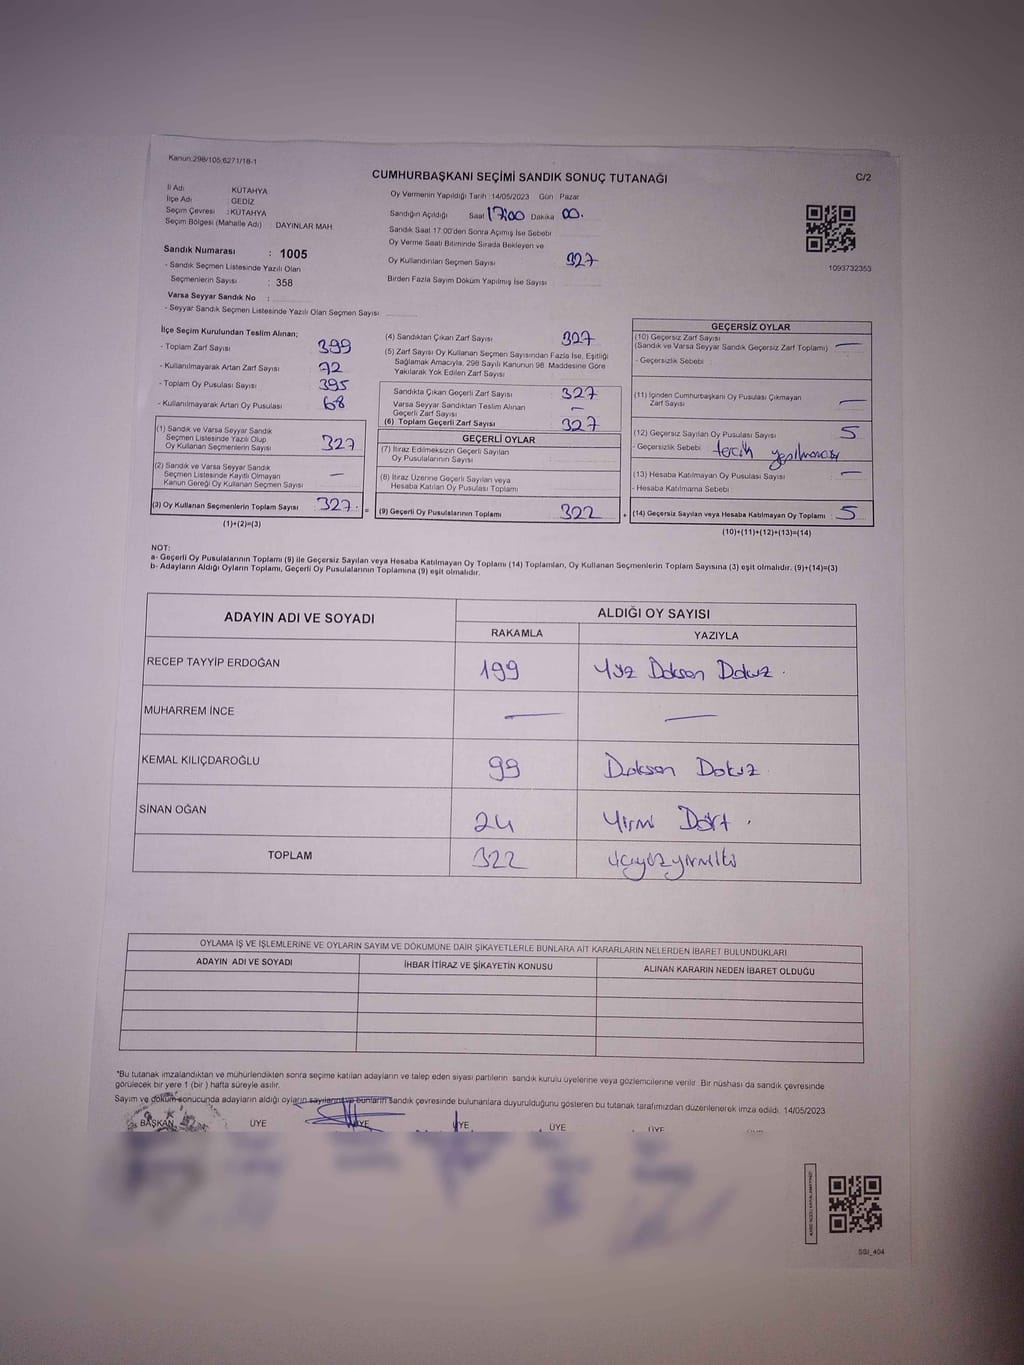 Kanun:298/105;6271/18-1
CUMHURBAŞKANI SEÇİMİ SANDIK SONUÇ TUTANAĞI
C/2
İl Adı : KÜTAHYA
İlçe Adı : GEDİZ
Seçim Çevresi : KÜTAHYA
Seçim Bölgesi (Mahalle Adı) DAYINLAR MAH.
Sandık Numarası : 1005
- Sandık Seçmen Listesinde Yazılı Olan
Seçmenlerin Sayısı : 358
Varsa Seyyar Sandık No :
- Seyyar Sandık Seçmen Listesinde Yazılı Olan Seçmen Sayısı:
Oy Vermenin Yapıldığı Tarih :14/05/2023 Gün : Pazar
Sandığın Açıldığı Saat 17:00 Dakika 00.
Sandık Saat 17:00'den Sonra Açımış İse Sebebi
Oy Verme Saati Bitiminde Sırada Bekleyen ve
Oy Kullandırılan Seçmen Sayısı 327
Birden Fazla Sayım Döküm Yapılmış İse Sayısı
1093732353
İlçe Seçim Kurulundan Teslim Alınan;
- Toplam Zarf Sayısı 399
- Kullanılmayarak Artan Zarf Sayısı 72
- Toplam Oy Pusulası Sayısı 395
- Kullanılmayarak Artan Oy Pusulası 68
(1) Sandık ve Varsa Seyyar Sandık
Seçmen Listesinde Yazılı Olup
Oy Kullanan Seçmenlerin Sayısı 327
(2) Sandık ve Varsa Seyyar Sandık
Seçmen Listesinde Kayıtlı Olmayan
Kanun Gereği Oy Kullanan Seçmen Sayısı —
(3) Oy Kullanan Seçmenlerin Toplam Sayısı 327.
(1)+(2)=(3)
=
(4) Sandıktan Çıkan Zarf Sayısı 327
(5) Zarf Sayısı Oy Kullanan Seçmen Sayısından Fazla İse, Eşitliği
Sağlamak Amacıyla, 298 Sayılı Kanunun 98. Maddesine Göre
Yakılarak Yok Edilen Zarf Sayısı
Sandıkta Çıkan Geçerli Zarf Sayısı 327
Varsa Seyyar Sandıktan Teslim Alınan
Geçerli Zarf Sayısı —
(6) Toplam Geçerli Zarf Sayısı 327
GEÇERLİ OYLAR
(7) İtiraz Edilmeksizin Geçerli Sayılan
Oy Pusulalarının Sayısı
(8) İtiraz Üzerine Geçerli Sayılan veya
Hesaba Katılan Oy Pusulası Toplamı
(9) Geçerli Oy Pusulalarının Toplamı 322
+
GEÇERSİZ OYLAR
(10) Geçersiz Zarf Sayısı
(Sandık ve Varsa Seyyar Sandık Geçersiz Zarf Toplamı) —
- Geçersizlik Sebebi :
(11) İçinden Cumhurbaşkanı Oy Pusulası Çıkmayan
Zarf Sayısı —
(12) Geçersiz Sayılan Oy Pusulası Sayısı 5
- Geçersizlik Sebebi : tercih yapılmaması
(13) Hesaba Katılmayan Oy Pusulası Sayısı —
- Hesaba Katılmama Sebebi :
(14) Geçersiz Sayılan veya Hesaba Katılmayan Oy Toplamı 5
(10)+(11)+(12)+(13)=(14)
NOT:
a- Geçerli Oy Pusulalarının Toplamı (9) ile Geçersiz Sayılan veya Hesaba Katılmayan Oy Toplamı (14) Toplamları, Oy Kullanan Seçmenlerin Toplam Sayısına (3) eşit olmalıdır. (9)+(14)=(3)
b- Adayların Aldığı Oyların Toplamı, Geçerli Oy Pusulalarının Toplamına (9) eşit olmalıdır.
ADAYIN ADI VE SOYADI
ALDIĞI OY SAYISI
RAKAMLA YAZIYLA
RECEP TAYYİP ERDOĞAN 199 Yüz Doksan Dokuz.
MUHARREM İNCE — —
KEMAL KILIÇDAROĞLU 99 Doksan Dokuz
SİNAN OĞAN 24 Yirmi Dört.
TOPLAM 322 üçyüzyirmiiki
OYLAMA İŞ VE İŞLEMLERİNE VE OYLARIN SAYIM VE DÖKÜMÜNE DAİR ŞİKAYETLERLE BUNLARA AİT KARARLARIN NELERDEN İBARET BULUNDUKLARI
ADAYIN ADI VE SOYADI İHBAR İTİRAZ VE ŞİKAYETİN KONUSU ALINAN KARARIN NEDEN İBARET OLDUĞU
*Bu tutanak imzalandıktan ve mühürlendikten sonra seçime katılan adayların ve talep eden siyasi partilerin sandık kurulu üyelerine veya gözlemcilerine verilir. Bir nüshası da sandık çevresinde
görülecek bir yere 1 (bir ) hafta süreyle asılır.
Sayım ve döküm sonucunda adayların aldığı oyların sayılarını ve bunların sandık çevresinde bulunanlara duyurulduğunu gösteren bu tutanak tarafımızdan düzenlenerek imza edildi. 14/05/2023
BAŞKAN ÜYE ÜYE ÜYE ÜYE ÜYE
SGI_404